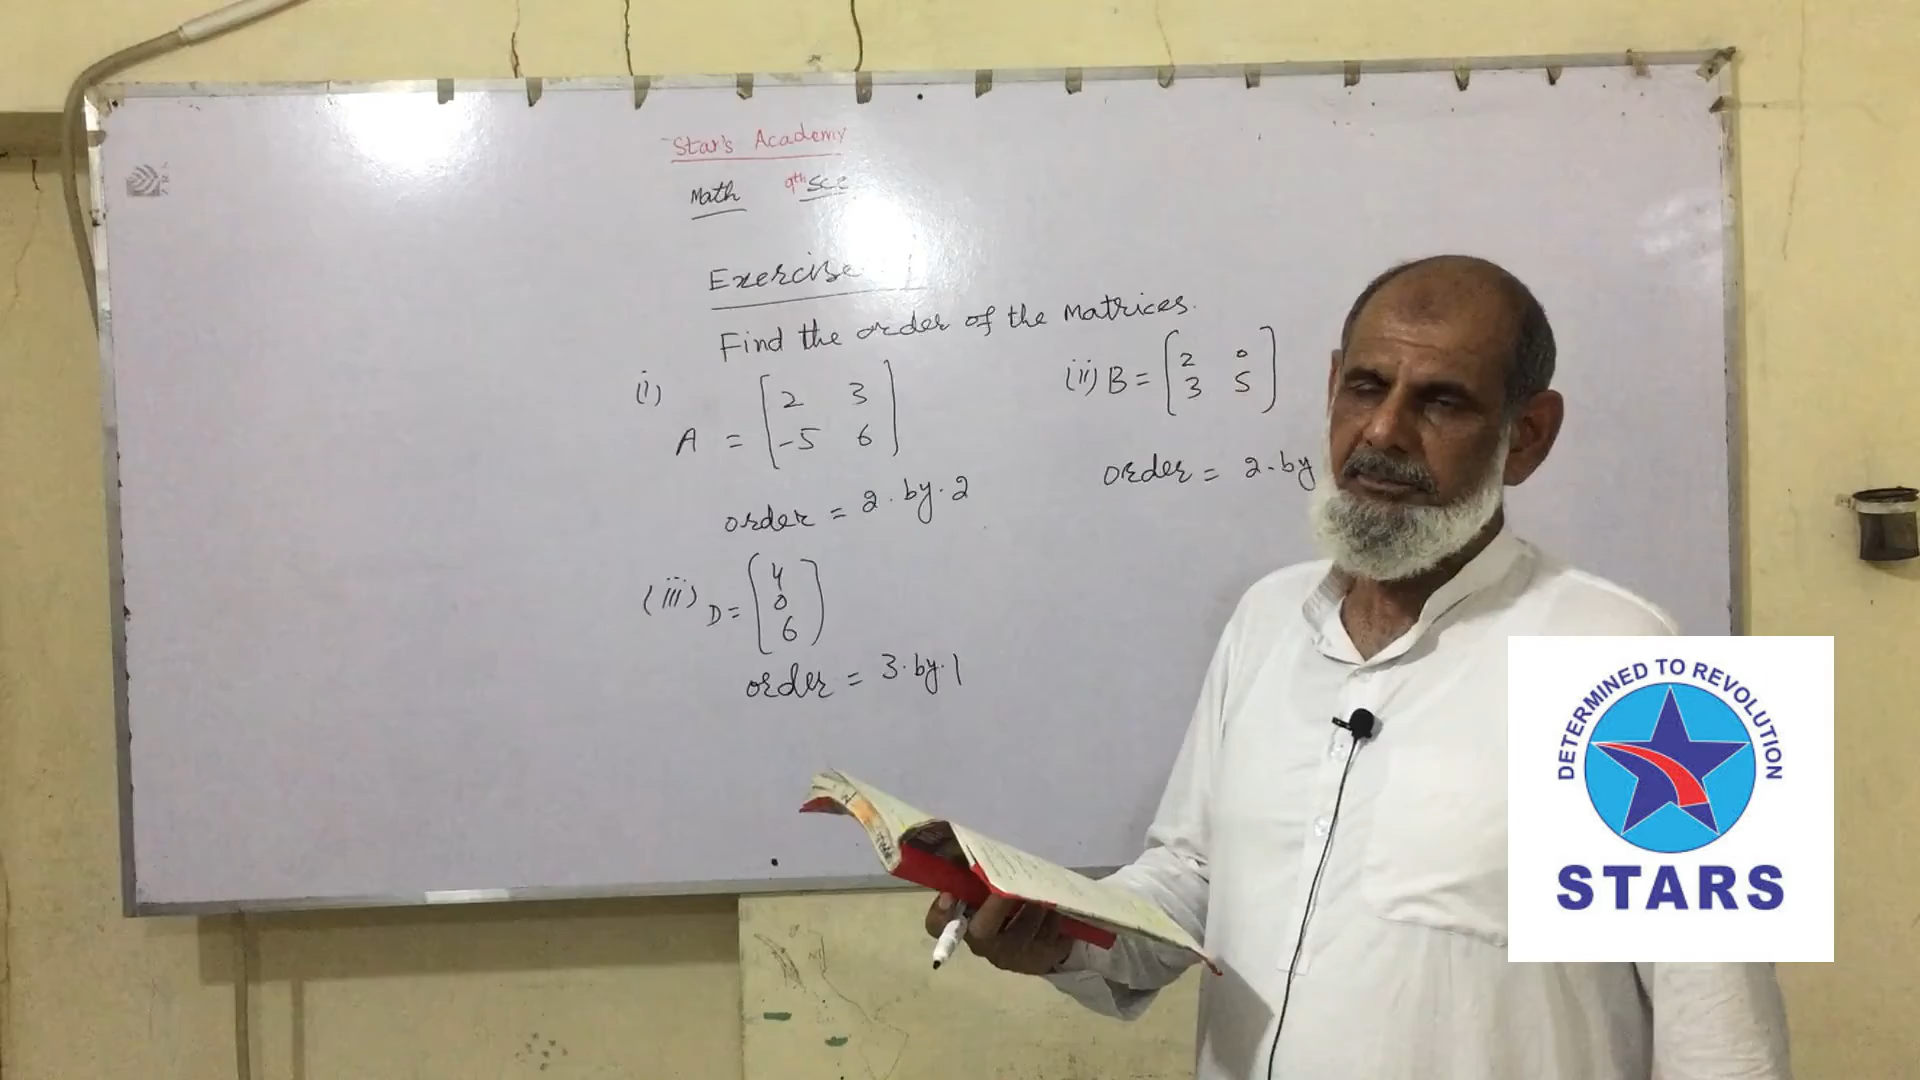 Star's Academy
Math 9th Sce
Exercise
Find the order of the Matrices.
(i)
A = [2 3
-5 6]
order = 2.by.2
(ii) B = [2 0
3 5]
order = 2.by
(iii) D = [4
0
6]
order = 3.by.1
DETERMINED TO REVOLUTION
STARS